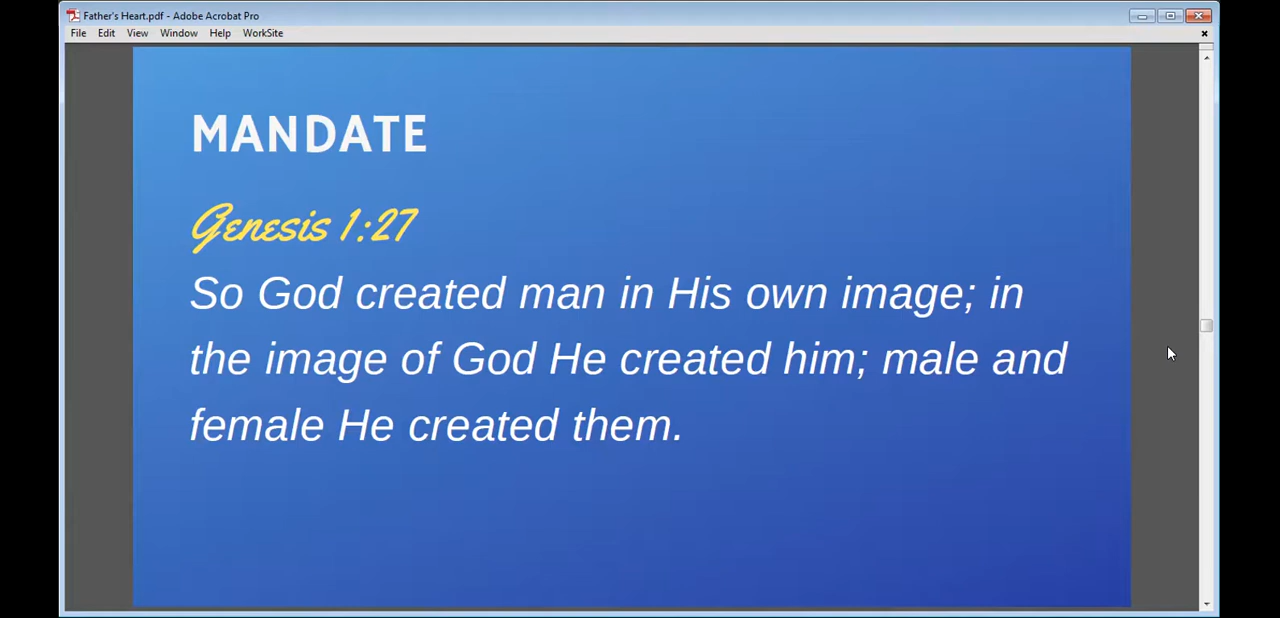 Father's Heart.pdf - Adobe Acrobat Pro
File Edit View Window Help WorkSite
MANDATE
Genesis 1:27
So God created man in His own image; in
the image of God He created him; male and
female He created them.